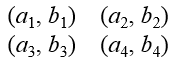 (a₁, b₁) (a₂, b₂)
(a₃, b₃) (a₄, b₄)